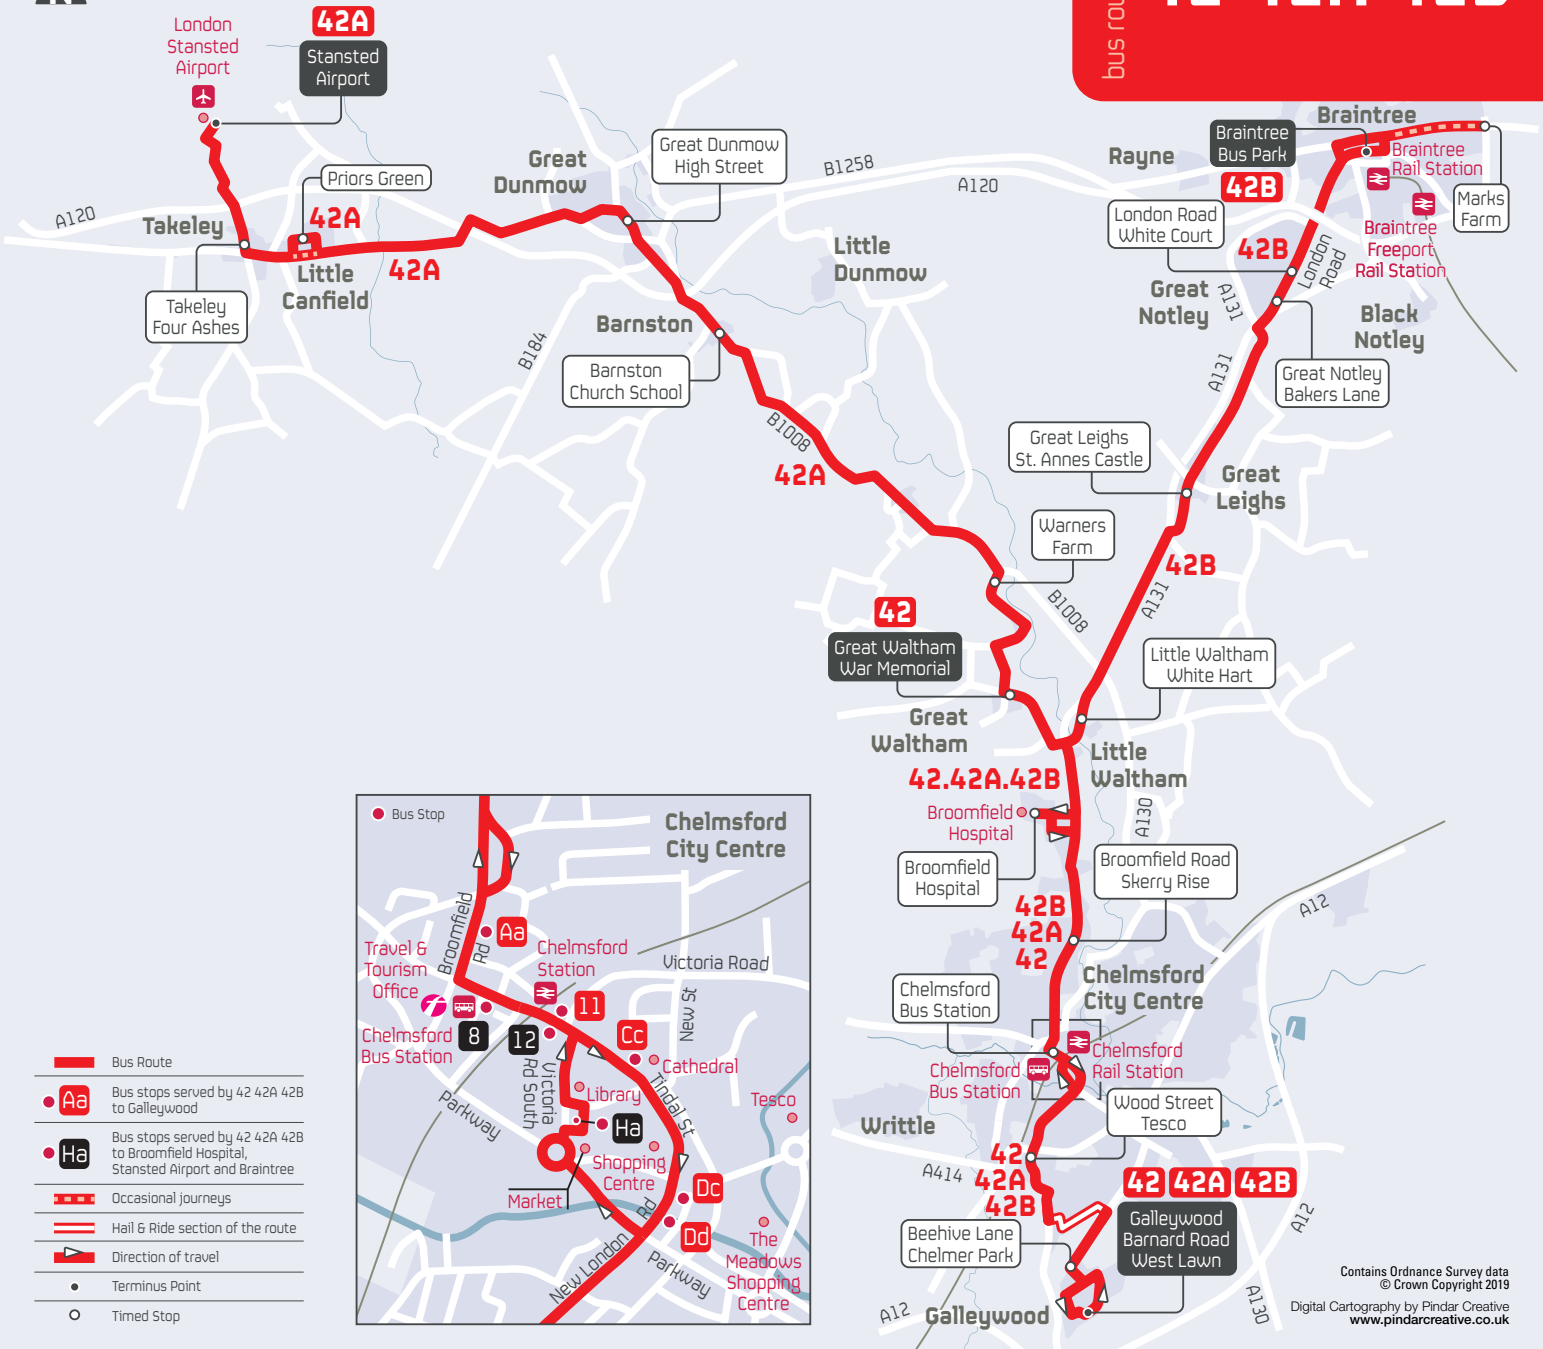 bus rou
42A
Stansted
Airport
London
Stansted
Airport
Priors Green
42A
A120
Takeley
Takeley
Four Ashes
Little
Canfield
42A
Great
Dunmow
Great Dunmow
High Street
B1258
A120
Little
Dunmow
B184
Barnston
Barnston
Church School
B1008
42A
Rayne
Braintree
Braintree
Bus Park
42B
Braintree
Rail Station
Marks
Farm
Braintree
Freeport
Rail Station
London Road
White Court
42B
London
Road
Great
Notley
A131
Black
Notley
Great Notley
Bakers Lane
A131
Great Leighs
St. Annes Castle
Great
Leighs
Warners
Farm
42B
A131
B1008
42
Great Waltham
War Memorial
Great
Waltham
Little Waltham
White Hart
Little
Waltham
42.42A.42B
Broomfield
Hospital
Broomfield
Hospital
A130
Broomfield Road
Skerry Rise
42B
42A
42
A12
Chelmsford
City Centre
Chelmsford
Bus Station
Chelmsford
Rail Station
Chelmsford
Bus Station
Wood Street
Tesco
Writtle
A414
42
42A
42B
42 42A 42B
Galleywood
Barnard Road
West Lawn
Beehive Lane
Chelmer Park
A12
A12
Galleywood
A130
Bus Stop
Chelmsford
City Centre
Broomfield
Rd
Aa
Travel &
Tourism
Office
Chelmsford
Station
Victoria Road
New St
11
8
12
Chelmsford
Bus Station
Cc
Cathedral
Victoria
Rd South
Library
Tindal St
Tesco
Parkway
Ha
Shopping
Centre
Market
Dc
Rd
Dd
New London
Parkway
The
Meadows
Shopping
Centre
Bus Route
Aa
Bus stops served by 42 42A 42B
to Galleywood
Ha
Bus stops served by 42 42A 42B
to Broomfield Hospital,
Stansted Airport and Braintree
Occasional journeys
Hail & Ride section of the route
Direction of travel
Terminus Point
Timed Stop
Contains Ordnance Survey data
© Crown Copyright 2019
Digital Cartography by Pindar Creative
www.pindarcreative.co.uk